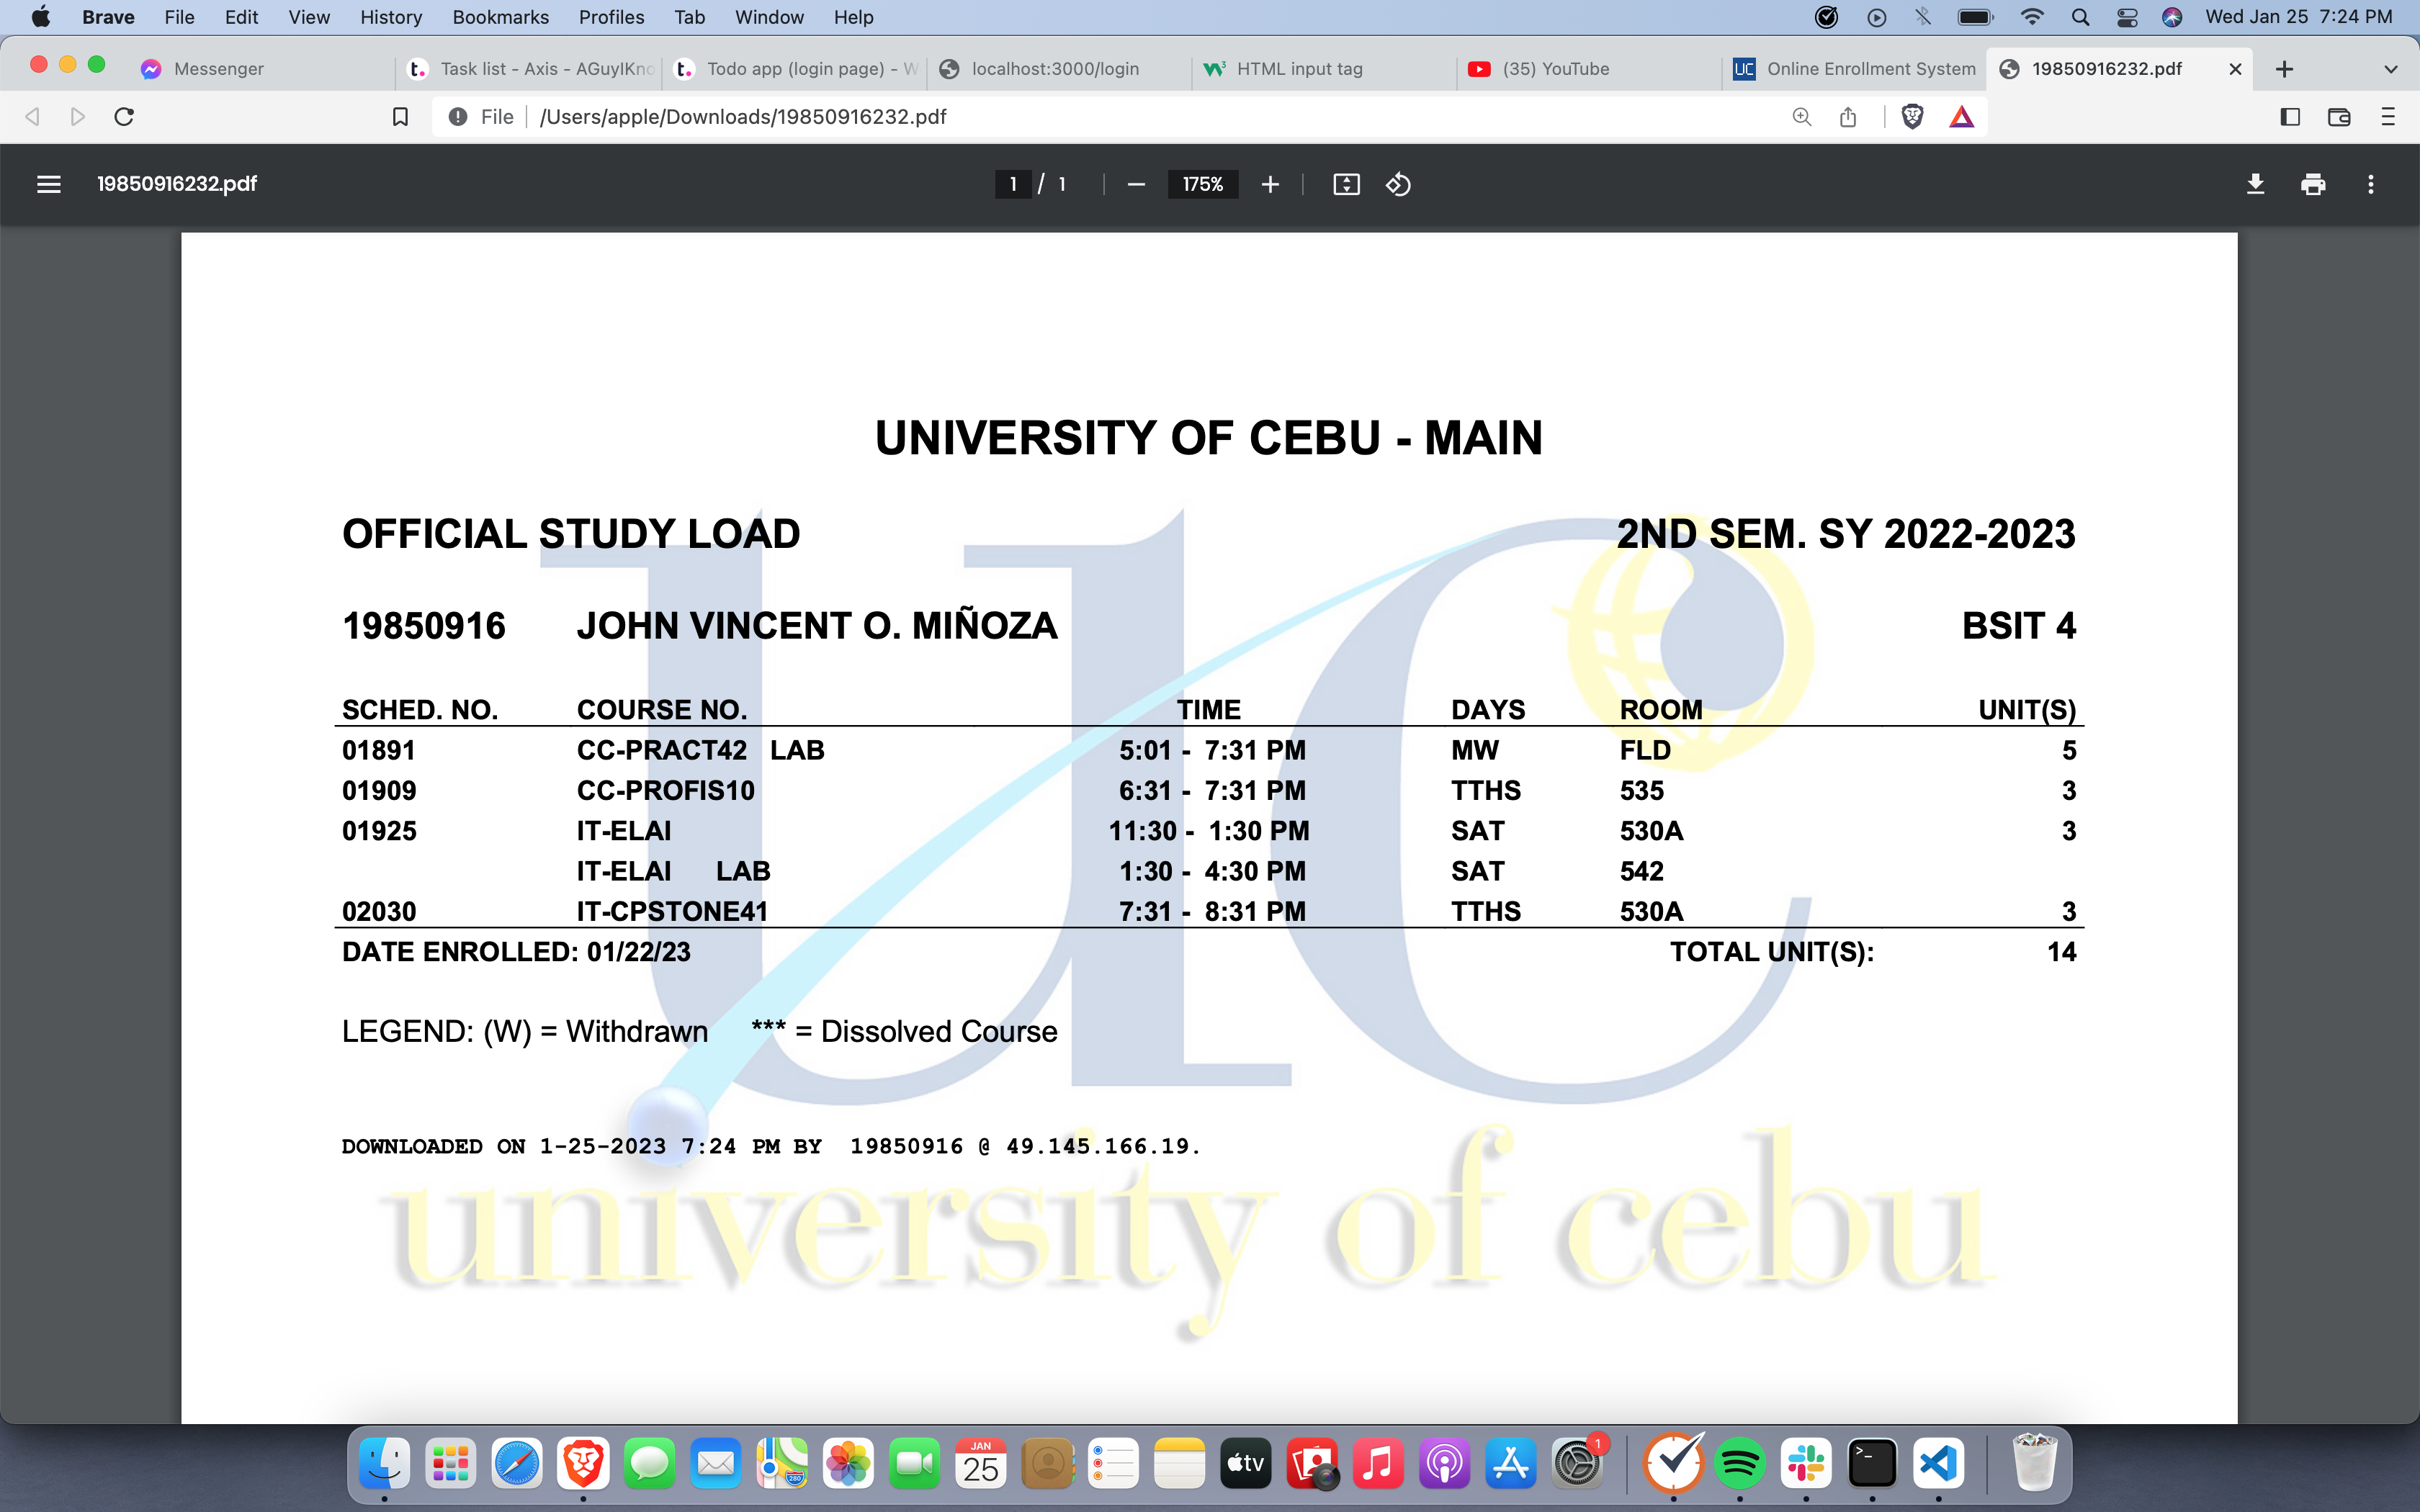 Brave File Edit View History Bookmarks Profiles Tab Window Help Wed Jan 25 7:24 PM
Messenger Task list - Axis - AGuyIKno Todo app (login page) - W localhost:3000/login HTML input tag (35) YouTube Online Enrollment System 19850916232.pdf
File /Users/apple/Downloads/19850916232.pdf
19850916232.pdf 1 / 1 175%
UNIVERSITY OF CEBU - MAIN
OFFICIAL STUDY LOAD 2ND SEM. SY 2022-2023
19850916 JOHN VINCENT O. MIÑOZA BSIT 4
SCHED. NO. COURSE NO. TIME DAYS ROOM UNIT(S)
01891 CC-PRACT42 LAB 5:01 - 7:31 PM MW FLD 5
01909 CC-PROFIS10 6:31 - 7:31 PM TTHS 535 3
01925 IT-ELAI 11:30 - 1:30 PM SAT 530A 3
IT-ELAI LAB 1:30 - 4:30 PM SAT 542
02030 IT-CPSTONE41 7:31 - 8:31 PM TTHS 530A 3
DATE ENROLLED: 01/22/23 TOTAL UNIT(S): 14
LEGEND: (W) = Withdrawn *** = Dissolved Course
DOWNLOADED ON 1-25-2023 7:24 PM BY 19850916 @ 49.145.166.19.
uc
university of cebu
JAN
25
280
tv
1